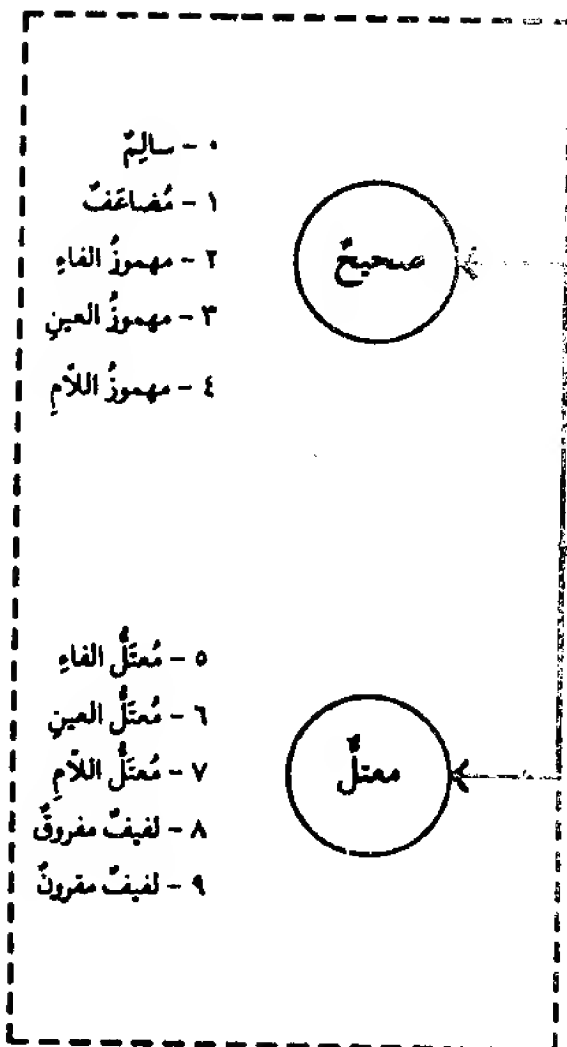 ٠ - سالِمٌ
١ - مُضاعَفٌ
صحيحٌ
٢ - مهموزُ الفاءِ
٣ - مهموزُ العينِ
٤ - مهموزُ اللاّمِ
٥ - مُعتَلُّ الفاءِ
٦ - مُعتَلُّ العينِ
معتلٌّ
٧ - مُعتَلُّ اللاّمِ
٨ - لفيفٌ مفروقٌ
٩ - لفيفٌ مقرونٌ